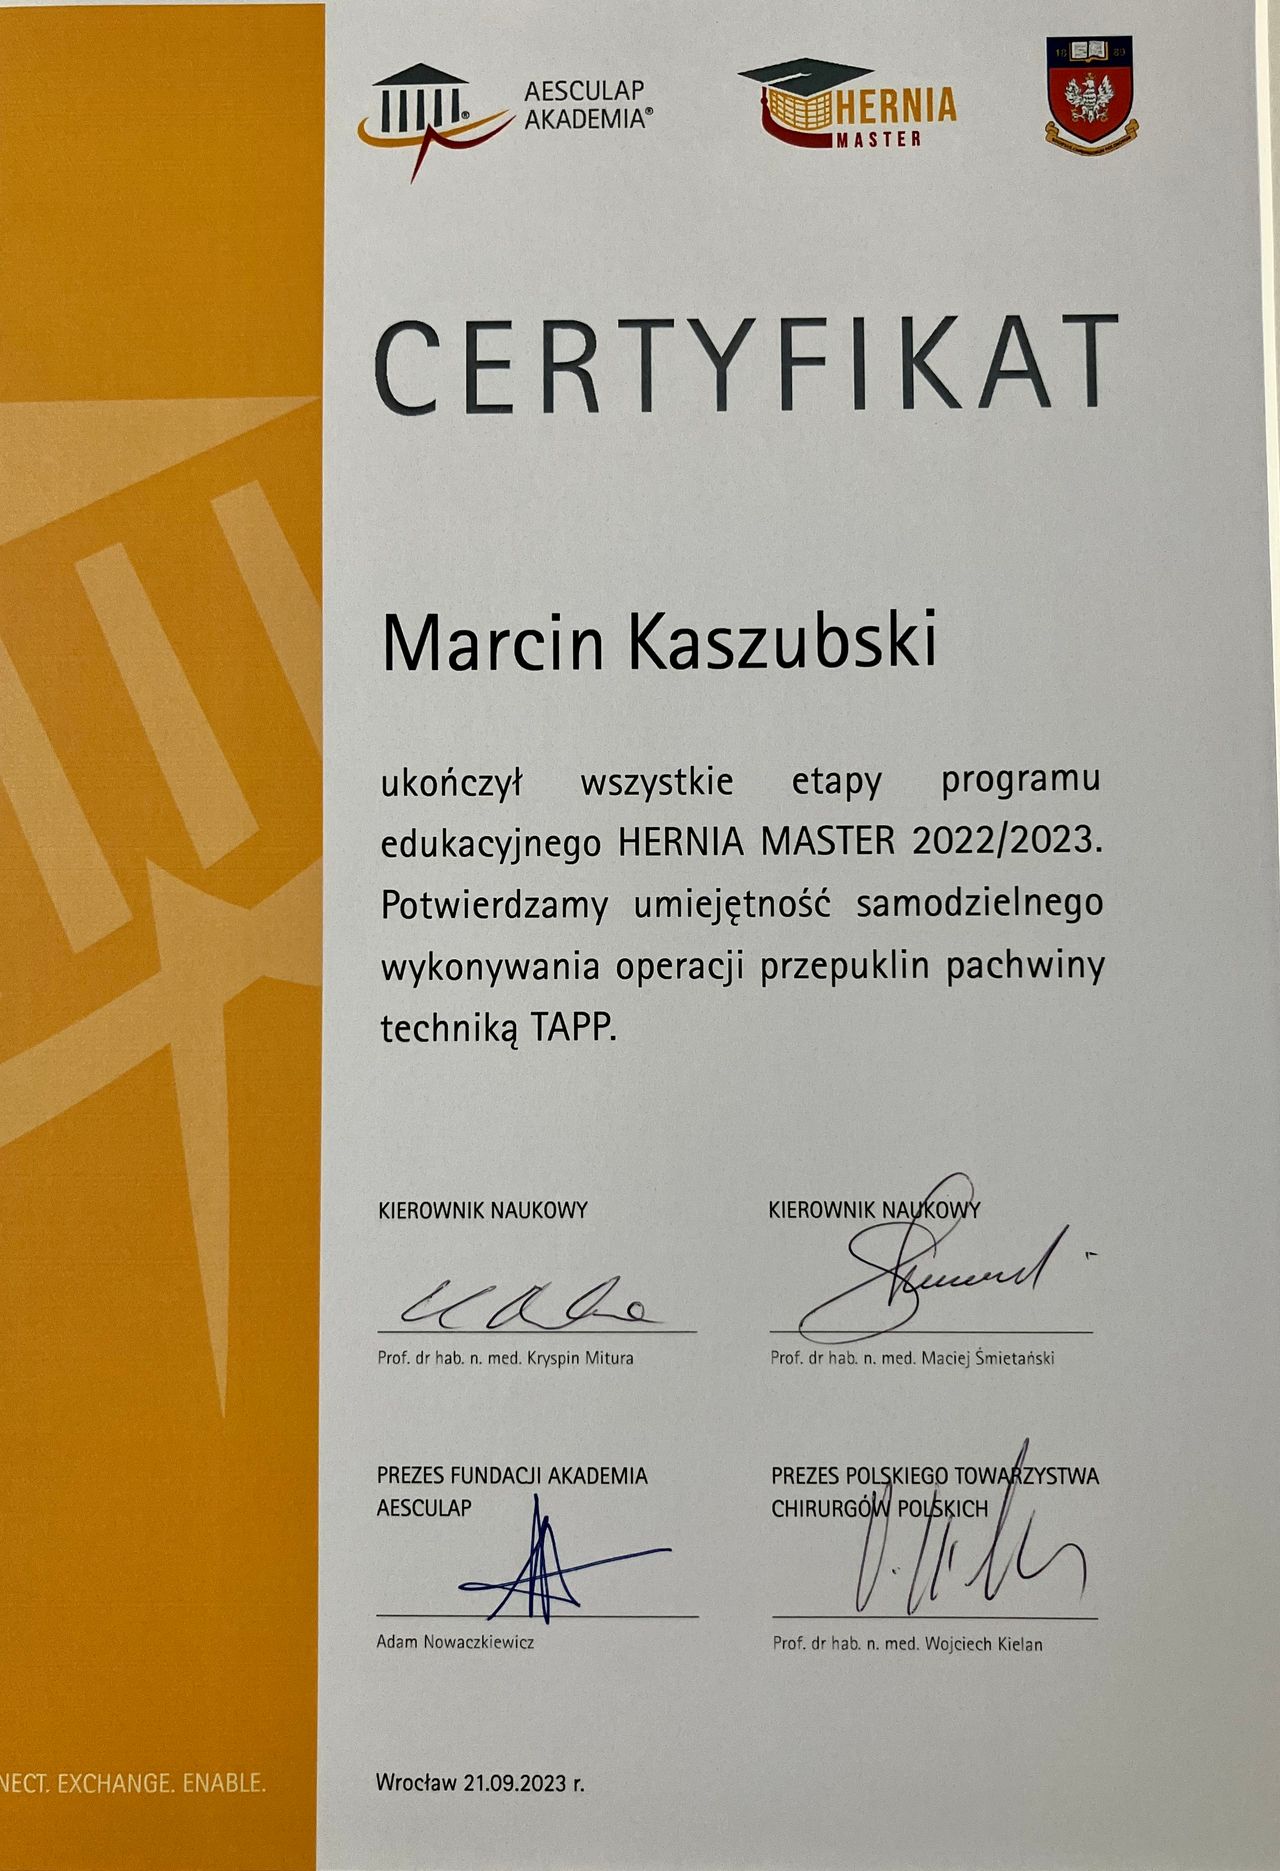 AESCULAP
AKADEMIA®
HERNIA
MASTER
18 89
CERTYFIKAT
Marcin Kaszubski
ukończył wszystkie etapy programu
edukacyjnego HERNIA MASTER 2022/2023.
Potwierdzamy umiejętność samodzielnego
wykonywania operacji przepuklin pachwiny
techniką TAPP.
KIEROWNIK NAUKOWY
KIEROWNIK NAUKOWY
Prof. dr hab. n. med. Kryspin Mitura
Prof. dr hab. n. med. Maciej Śmietański
PREZES FUNDACJI AKADEMIA
AESCULAP
PREZES POLSKIEGO TOWARZYSTWA
CHIRURGÓW POLSKICH
Adam Nowaczkiewicz
Prof. dr hab. n. med. Wojciech Kielan
NECT. EXCHANGE. ENABLE.
Wrocław 21.09.2023 r.